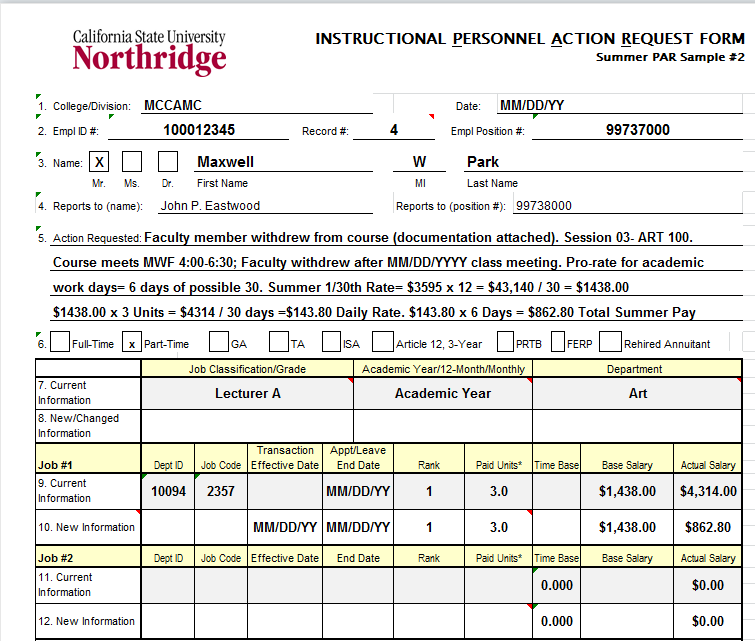 California State University
Northridge
INSTRUCTIONAL PERSONNEL ACTION REQUEST FORM
Summer PAR Sample #2
1. College/Division: MCCAMC Date: MM/DD/YY
2. Empl ID #: 100012345 Record #: 4 Empl Position #: 99737000
3. Name: X Maxwell W Park
Mr. Ms. Dr. First Name MI Last Name
4. Reports to (name): John P. Eastwood Reports to (position #): 99738000
5. Action Requested: Faculty member withdrew from course (documentation attached). Session 03- ART 100.
Course meets MWF 4:00-6:30; Faculty withdrew after MM/DD/YYYY class meeting. Pro-rate for academic
work days= 6 days of possible 30. Summer 1/30th Rate= $3595 x 12 = $43,140 / 30 = $1438.00
$1438.00 x 3 Units = $4314 / 30 days =$143.80 Daily Rate. $143.80 x 6 Days = $862.80 Total Summer Pay
6. Full-Time x Part-Time GA TA ISA Article 12, 3-Year PRTB FERP Rehired Annuitant
Job Classification/Grade Academic Year/12-Month/Monthly Department
7. Current Information Lecturer A Academic Year Art
8. New/Changed Information
Job #1 Dept ID Job Code Transaction Effective Date Appt/Leave End Date Rank Paid Units* Time Base Base Salary Actual Salary
9. Current Information 10094 2357 MM/DD/YY 1 3.0 $1,438.00 $4,314.00
10. New Information MM/DD/YY MM/DD/YY 1 3.0 $1,438.00 $862.80
Job #2 Dept ID Job Code Effective Date End Date Rank Paid Units* Time Base Base Salary Actual Salary
11. Current Information 0.000 $0.00
12. New Information 0.000 $0.00